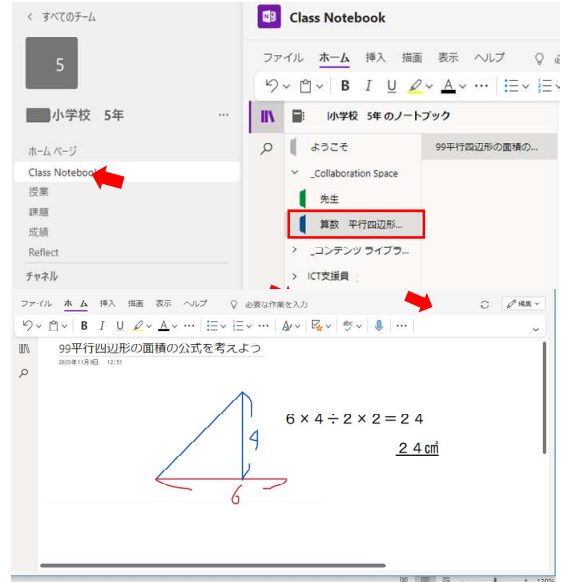 すべてのチーム
5
小学校 5年
...
ホーム ページ
Class Notebook
授業
課題
成績
Reflect
チャネル
Class Notebook
ファイル ホーム 挿入 描画 表示 ヘルプ
B I U A ...
小学校 5年 のノートブック
ようこそ
99平行四辺形の面積の...
_Collaboration Space
先生
算数 平行四辺形...
_コンテンツ ライブラ...
ICT支援員
ファイル ホーム 挿入 描画 表示 ヘルプ 必要な作業を入力 編集
B I U A ... ... ...
99平行四辺形の面積の公式を考えよう
12:51
6×4÷2×2=24
24㎠
4
6
120%